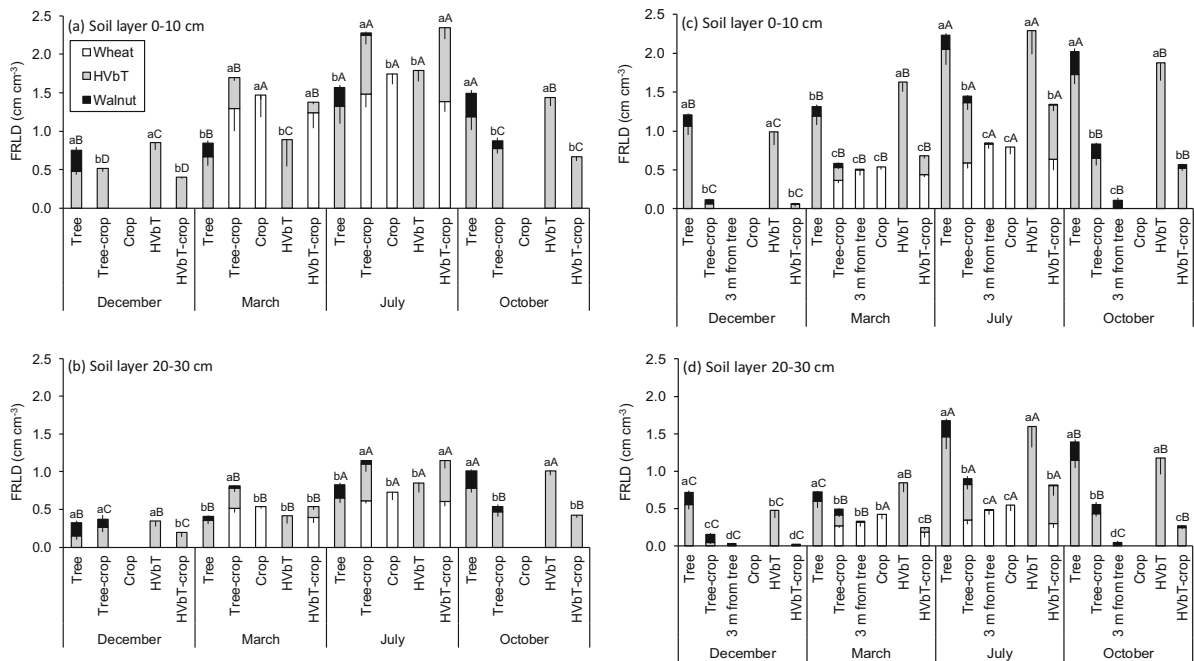 (a) Soil layer 0-10 cm
FRLD (cm cm⁻³)
2.5
2.0
1.5
1.0
0.5
0.0
Wheat
HVbT
Walnut
aB bD aC bD bB aB aA bC aB bA aA bA bA aA aA bC aA bC
Tree Tree-crop Crop HVbT HVbT-crop Tree Tree-crop Crop HVbT HVbT-crop Tree Tree-crop Crop HVbT HVbT-crop Tree Tree-crop Crop HVbT HVbT-crop
December March July October
(c) Soil layer 0-10 cm
FRLD (cm cm⁻³)
2.5
2.0
1.5
1.0
0.5
0.0
aB bC aC bC bB cB cB cB aB cB aA bA cA cA aA bA aA bB cB aB bB
Tree Tree-crop 3 m from tree Crop HVbT HVbT-crop Tree Tree-crop 3 m from tree Crop HVbT HVbT-crop Tree Tree-crop 3 m from tree Crop HVbT HVbT-crop Tree Tree-crop 3 m from tree Crop HVbT HVbT-crop
December March July October
(b) Soil layer 20-30 cm
FRLD (cm cm⁻³)
2.5
2.0
1.5
1.0
0.5
0.0
aB aC aB bC bB aB bB bB bB bA aA cA bA aA aA bB aA bB
Tree Tree-crop Crop HVbT HVbT-crop Tree Tree-crop Crop HVbT HVbT-crop Tree Tree-crop Crop HVbT HVbT-crop Tree Tree-crop Crop HVbT HVbT-crop
December March July October
(d) Soil layer 20-30 cm
FRLD (cm cm⁻³)
2.5
2.0
1.5
1.0
0.5
0.0
aC cC dC bC dC aC bB cB cB aB cB aA bA cA cA aA bA aB bB dC aB cB
Tree Tree-crop 3 m from tree Crop HVbT HVbT-crop Tree Tree-crop 3 m from tree Crop HVbT HVbT-crop Tree Tree-crop 3 m from tree Crop HVbT HVbT-crop Tree Tree-crop 3 m from tree Crop HVbT HVbT-crop
December March July October